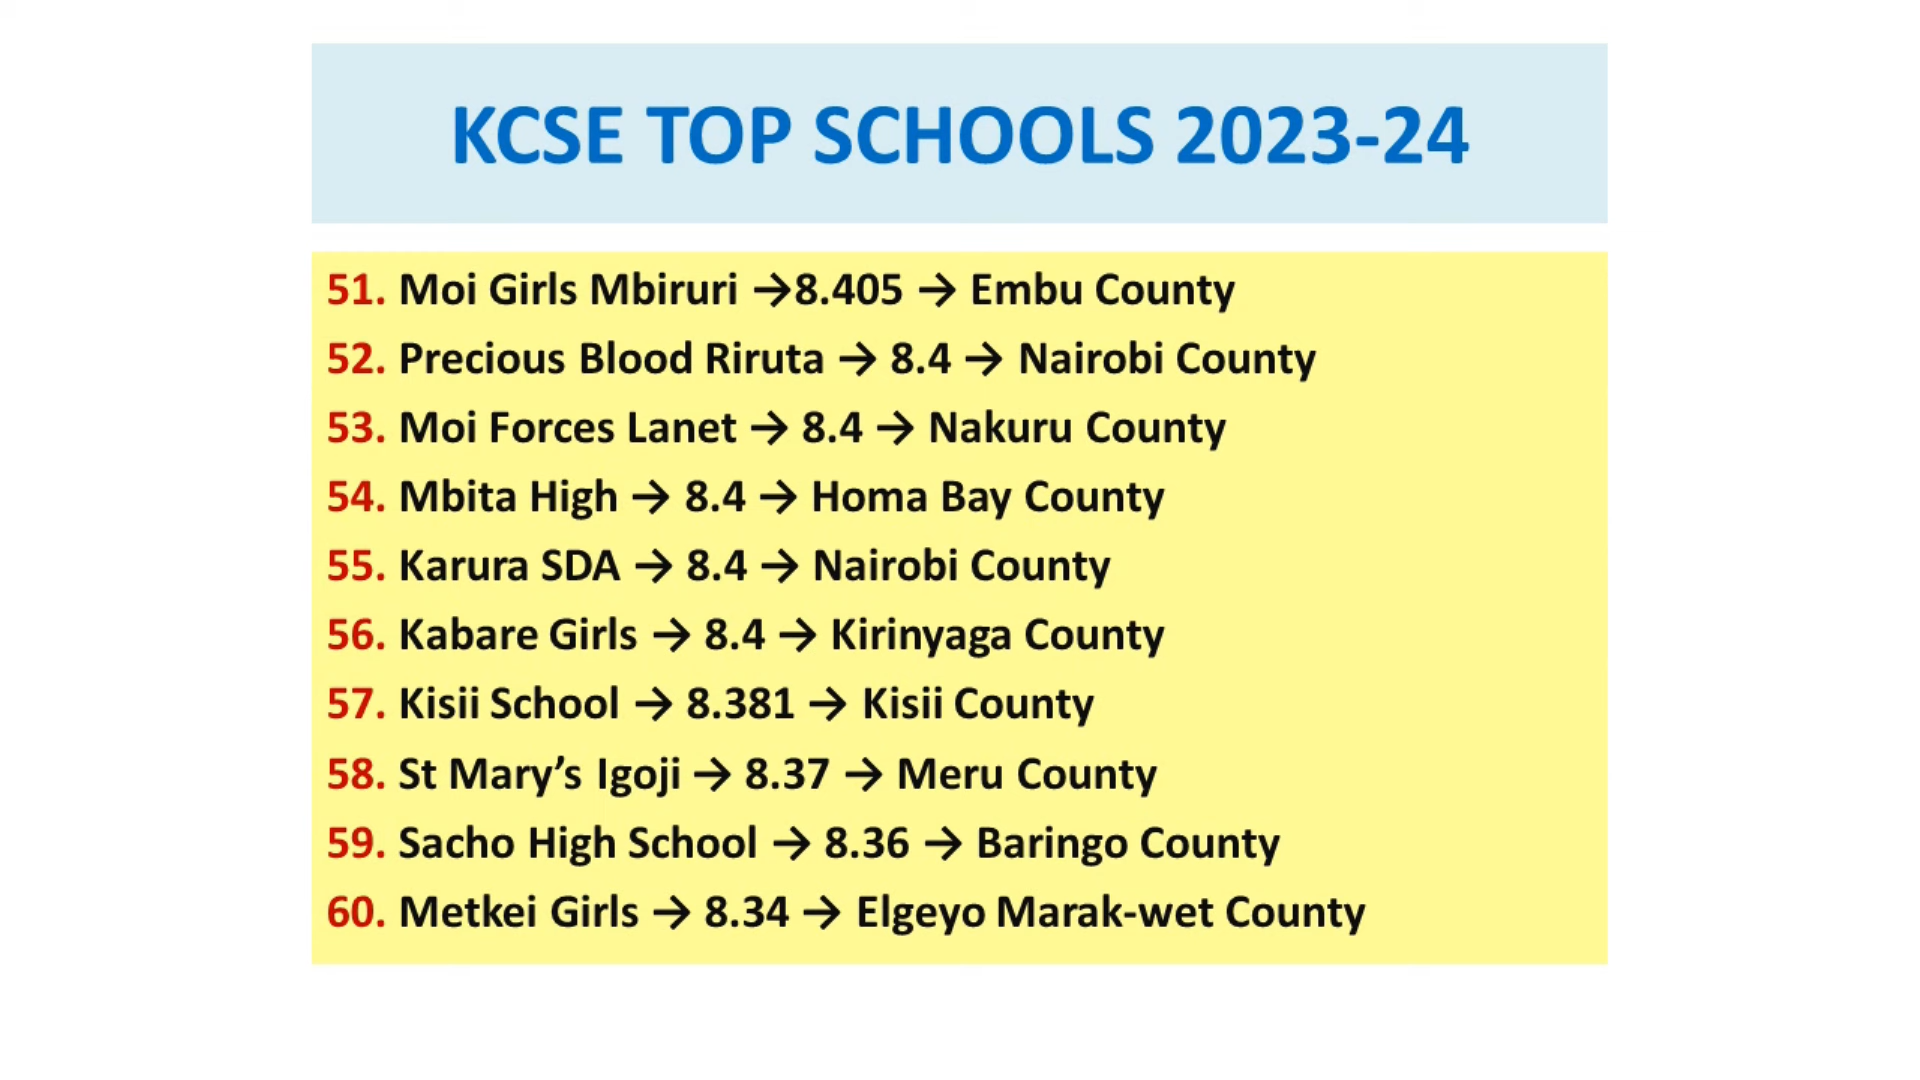 KCSE TOP SCHOOLS 2023-24
51. Moi Girls Mbiruri →8.405 → Embu County
52. Precious Blood Riruta → 8.4 → Nairobi County
53. Moi Forces Lanet → 8.4 → Nakuru County
54. Mbita High → 8.4 → Homa Bay County
55. Karura SDA → 8.4 → Nairobi County
56. Kabare Girls → 8.4 → Kirinyaga County
57. Kisii School → 8.381 → Kisii County
58. St Mary’s Igoji → 8.37 → Meru County
59. Sacho High School → 8.36 → Baringo County
60. Metkei Girls → 8.34 → Elgeyo Marak-wet County